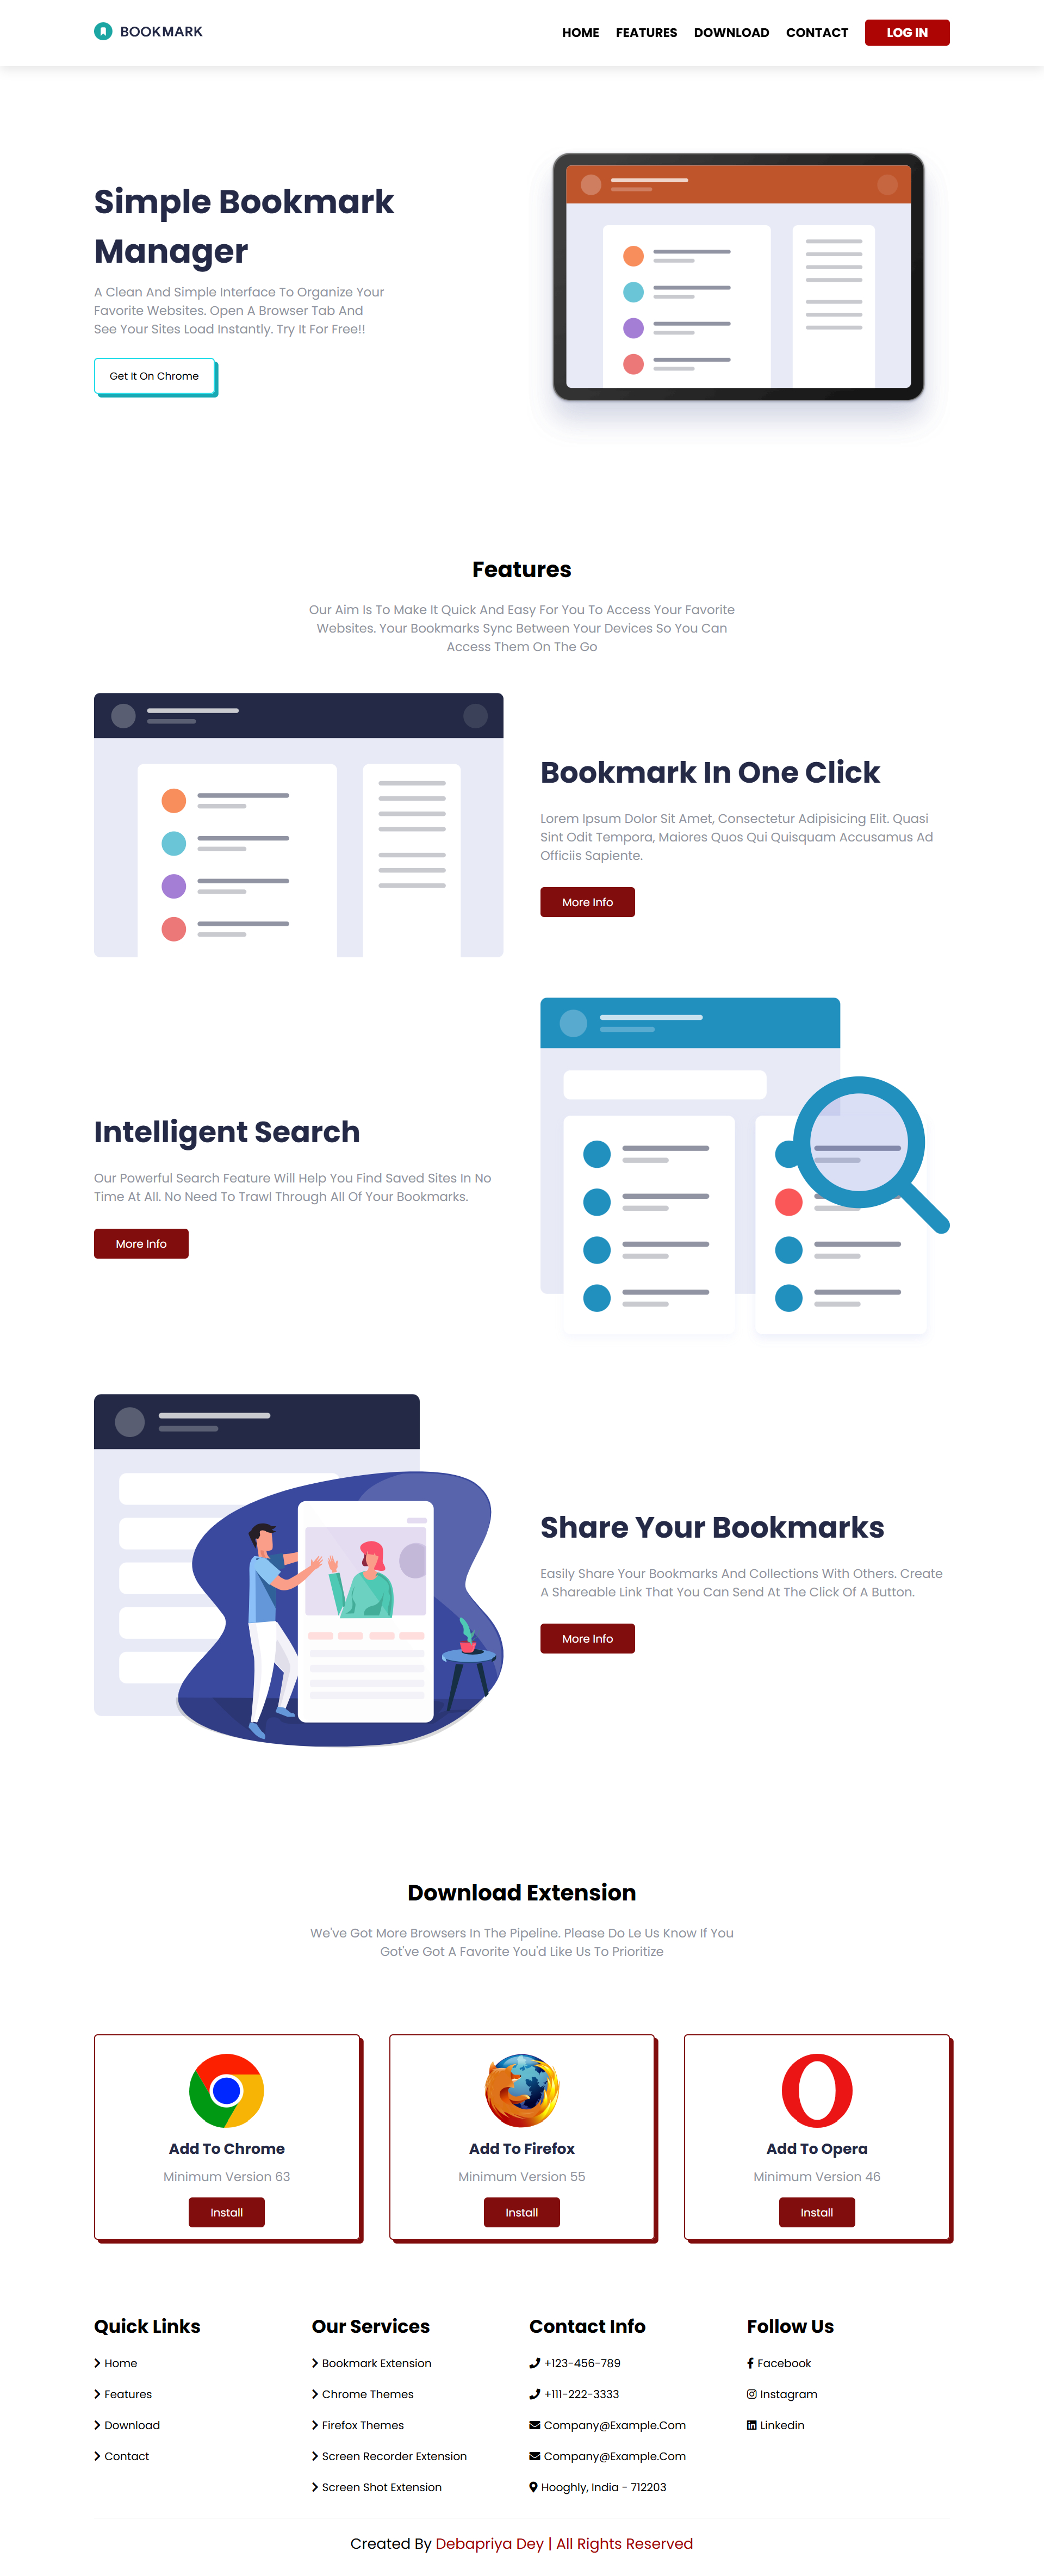 BOOKMARK
HOME FEATURES DOWNLOAD CONTACT LOG IN
Simple Bookmark
Manager
A Clean And Simple Interface To Organize Your
Favorite Websites. Open A Browser Tab And
See Your Sites Load Instantly. Try It For Free!!
Get It On Chrome
Features
Our Aim Is To Make It Quick And Easy For You To Access Your Favorite
Websites. Your Bookmarks Sync Between Your Devices So You Can
Access Them On The Go
Bookmark In One Click
Lorem Ipsum Dolor Sit Amet, Consectetur Adipisicing Elit. Quasi
Sint Odit Tempora, Maiores Quos Qui Quisquam Accusamus Ad
Officiis Sapiente.
More Info
Intelligent Search
Our Powerful Search Feature Will Help You Find Saved Sites In No
Time At All. No Need To Trawl Through All Of Your Bookmarks.
More Info
Share Your Bookmarks
Easily Share Your Bookmarks And Collections With Others. Create
A Shareable Link That You Can Send At The Click Of A Button.
More Info
Download Extension
We've Got More Browsers In The Pipeline. Please Do Le Us Know If You
Got've Got A Favorite You'd Like Us To Prioritize
Add To Chrome
Minimum Version 63
Install
Add To Firefox
Minimum Version 55
Install
Add To Opera
Minimum Version 46
Install
Quick Links
Home
Features
Download
Contact
Our Services
Bookmark Extension
Chrome Themes
Firefox Themes
Screen Recorder Extension
Screen Shot Extension
Contact Info
+123-456-789
+111-222-3333
Company@Example.Com
Company@Example.Com
Hooghly, India - 712203
Follow Us
Facebook
Instagram
Linkedin
Created By Debapriya Dey | All Rights Reserved